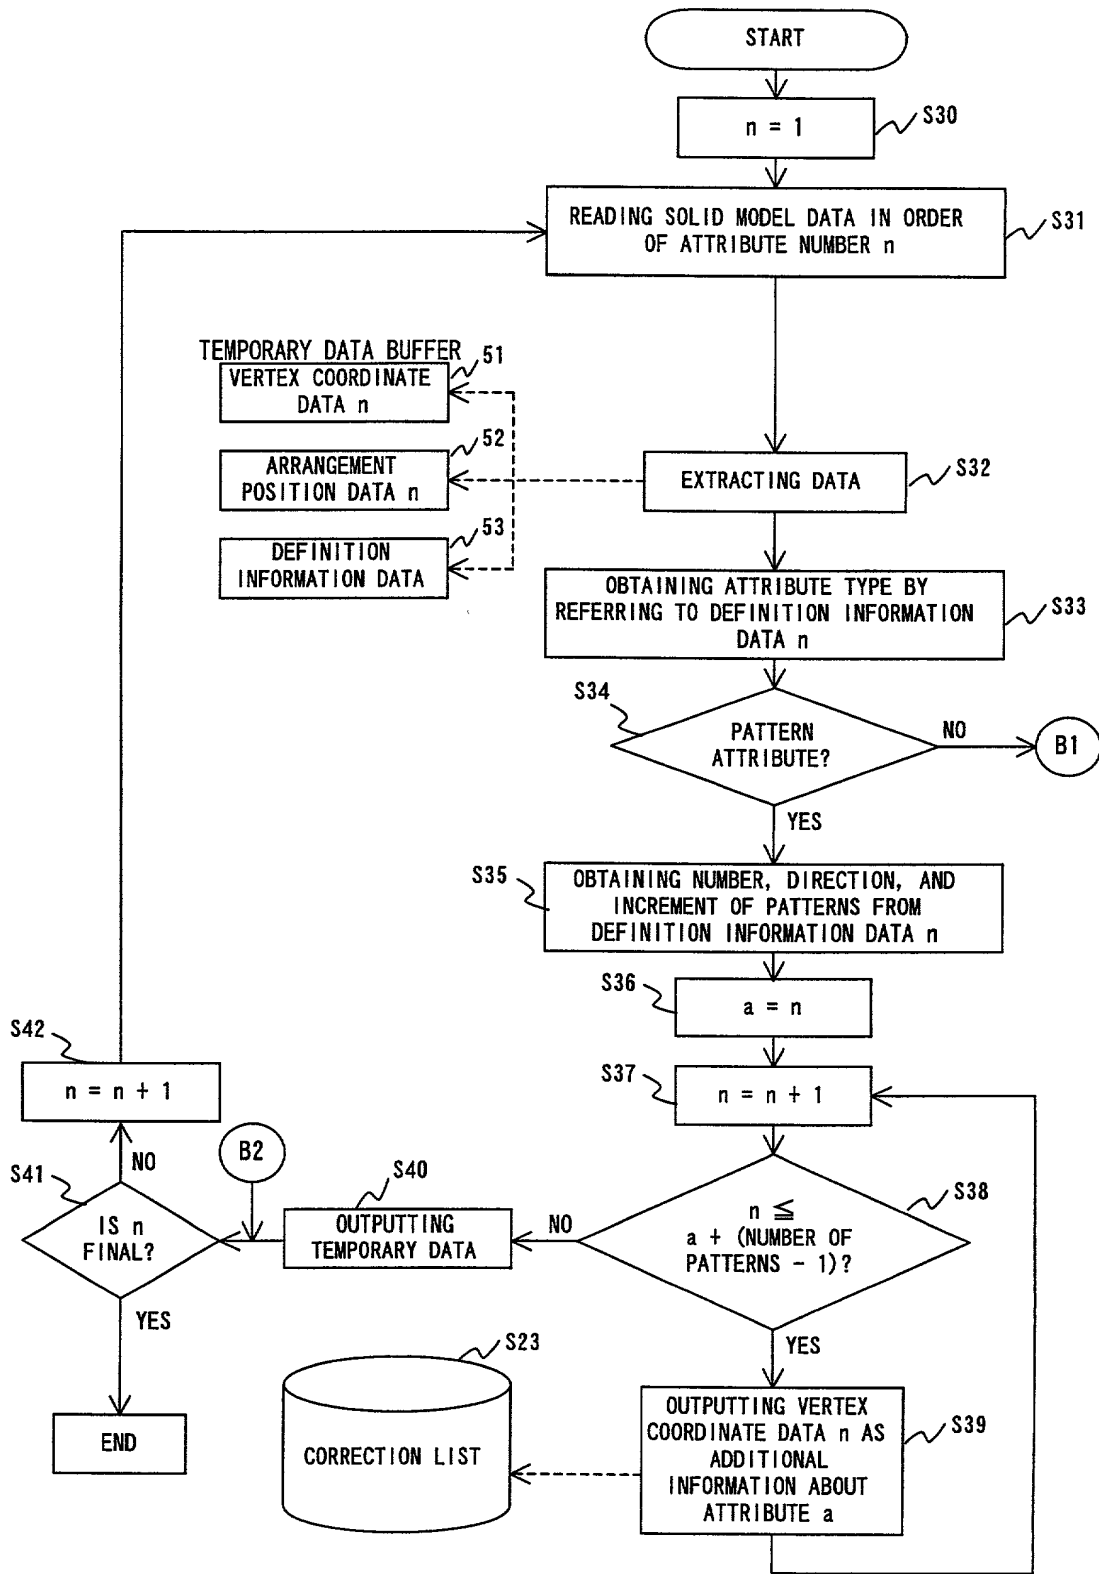 START
n = 1
S30
READING SOLID MODEL DATA IN ORDER
OF ATTRIBUTE NUMBER n
S31
TEMPORARY DATA BUFFER
51
VERTEX COORDINATE
DATA n
52
ARRANGEMENT
POSITION DATA n
53
DEFINITION
INFORMATION DATA
EXTRACTING DATA
S32
OBTAINING ATTRIBUTE TYPE BY
REFERRING TO DEFINITION INFORMATION
DATA n
S33
S34
PATTERN
ATTRIBUTE?
NO
B1
YES
S35
OBTAINING NUMBER, DIRECTION, AND
INCREMENT OF PATTERNS FROM
DEFINITION INFORMATION DATA n
S36
a = n
S37
n = n + 1
S38
n ≦
a + (NUMBER OF
PATTERNS - 1)?
NO
YES
S39
OUTPUTTING VERTEX
COORDINATE DATA n AS
ADDITIONAL
INFORMATION ABOUT
ATTRIBUTE a
S23
CORRECTION LIST
S40
OUTPUTTING
TEMPORARY DATA
B2
S41
IS n
FINAL?
NO
S42
n = n + 1
YES
END